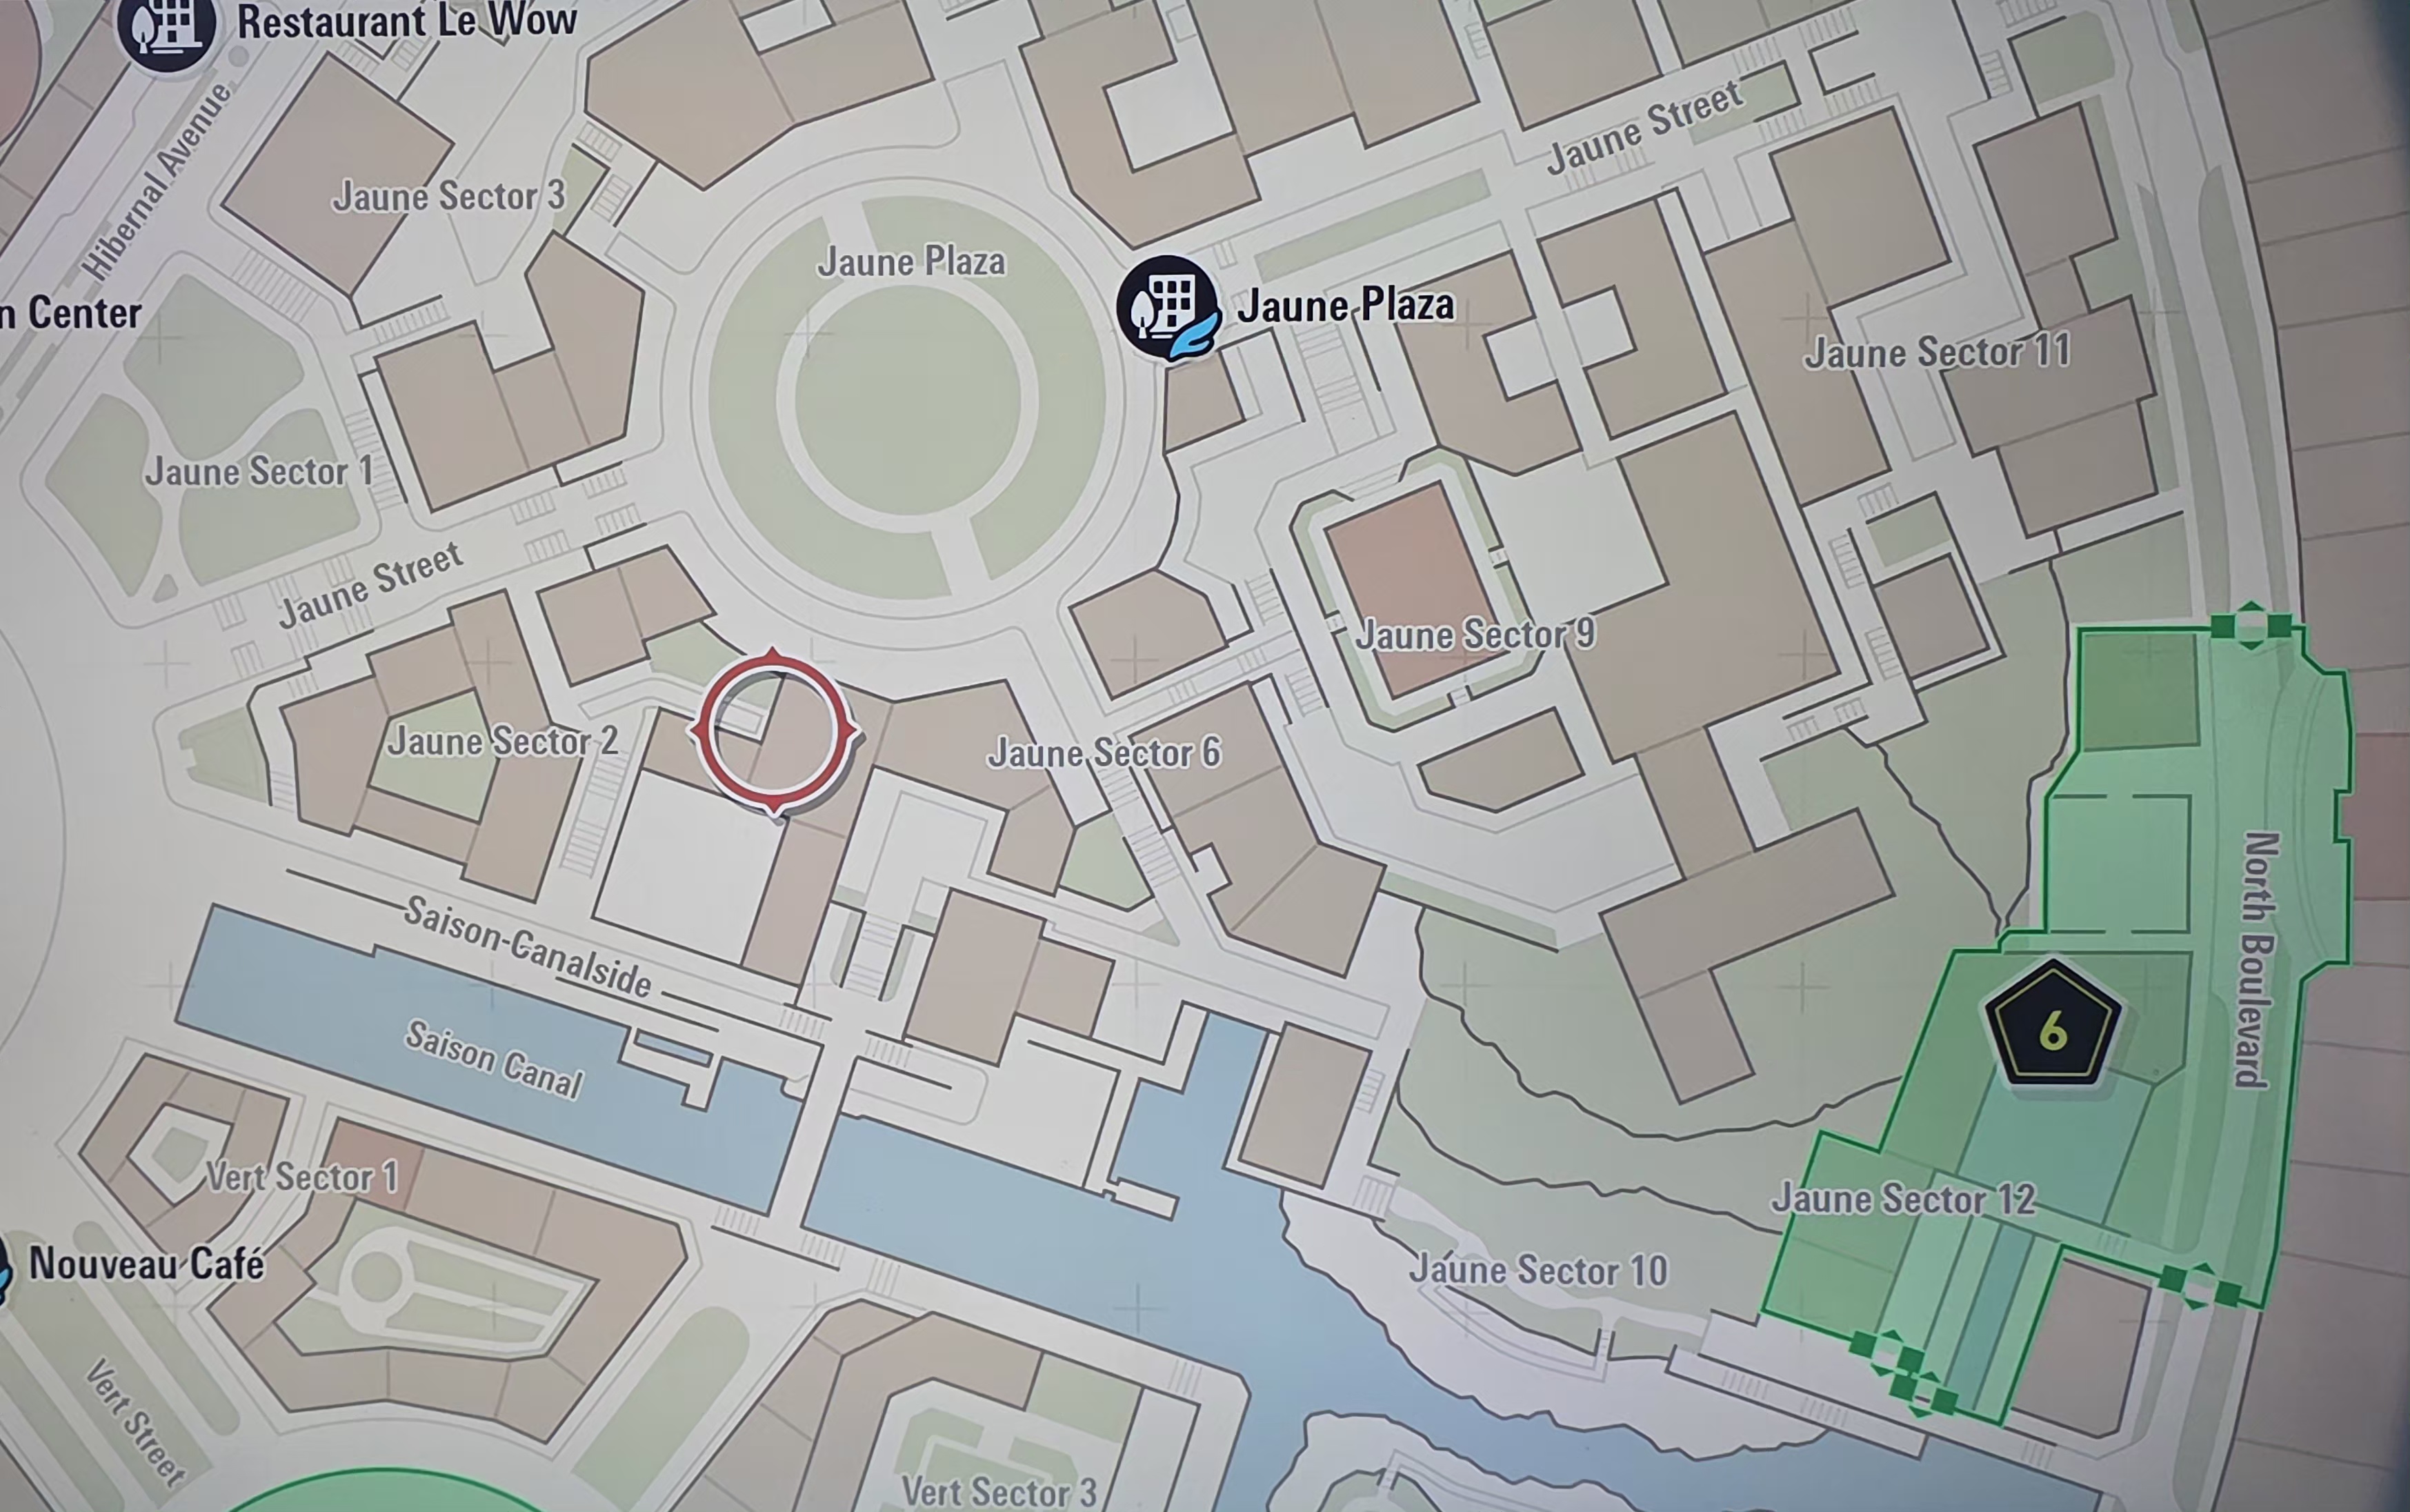 Restaurant Le Wow
Hibernal Avenue
Jaune Sector 3
Jaune Street
Jaune Plaza
Jaune Plaza
n Center
Jaune Sector 11
Jaune Sector 1
Jaune Street
Jaune Sector 9
Jaune Sector 2
Jaune Sector 6
North Boulevard
Saison-Canalside
6
Saison Canal
Vert Sector 1
Jaune Sector 12
Nouveau Café
Jaune Sector 10
Vert Street
Vert Sector 3